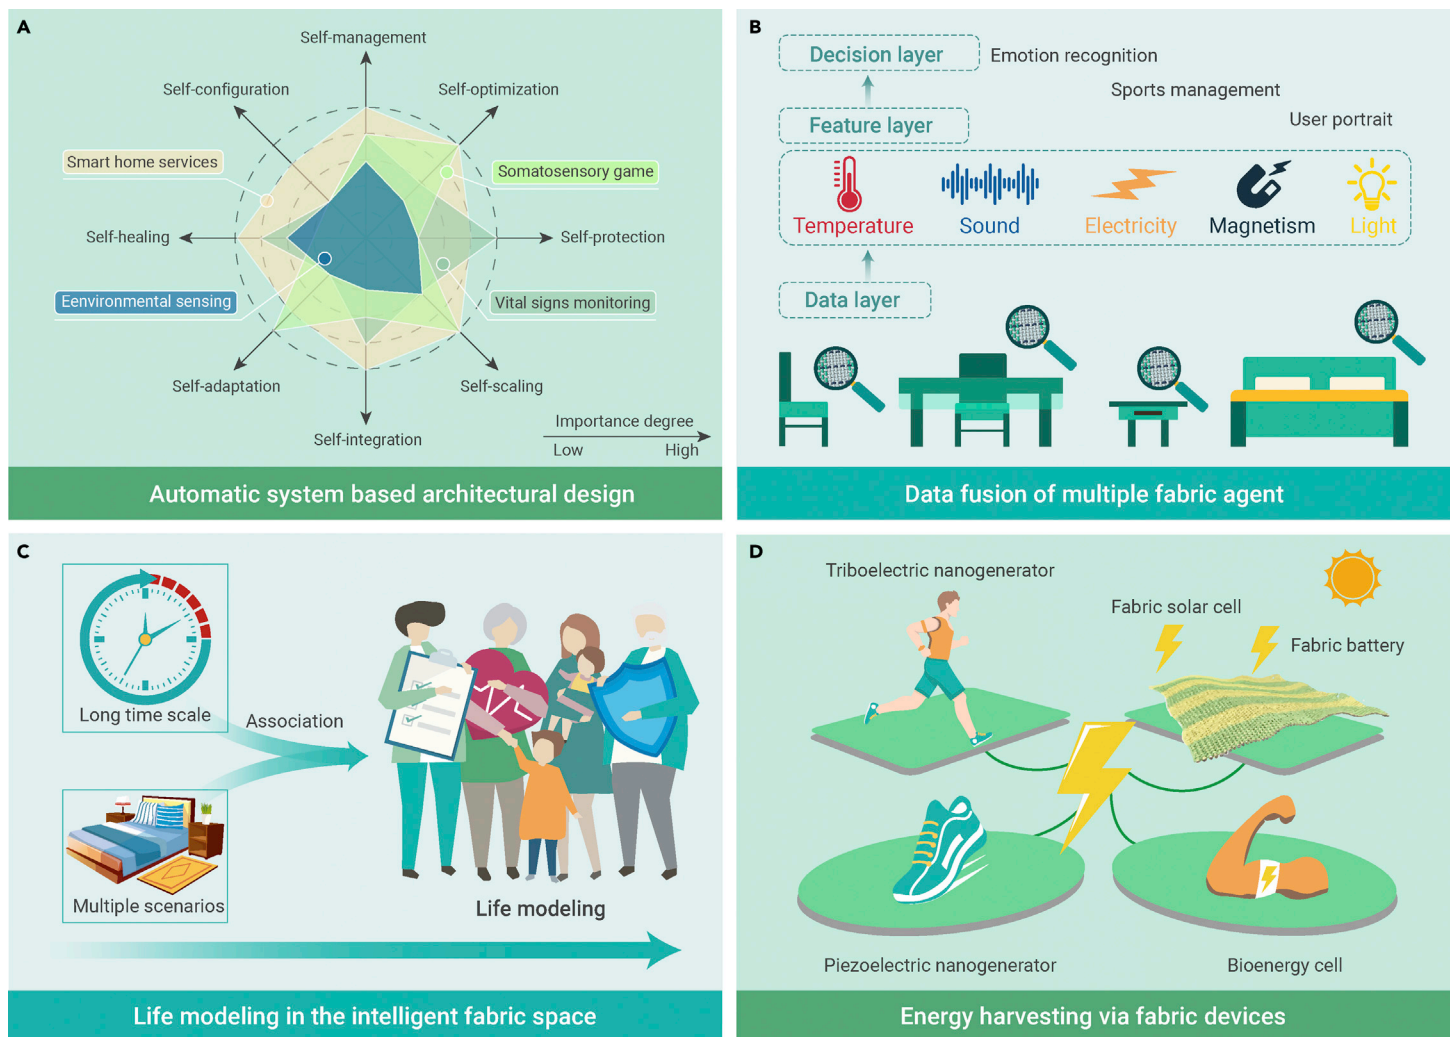 A
Self-management
Self-configuration
Self-optimization
Smart home services
Somatosensory game
Self-healing
Self-protection
Eenvironmental sensing
Vital signs monitoring
Self-adaptation
Self-scaling
Self-integration
Importance degree
Low
High
Automatic system based architectural design
B
Decision layer
Emotion recognition
Sports management
Feature layer
User portrait
Temperature
Sound
Electricity
Magnetism
Light
Data layer
Data fusion of multiple fabric agent
C
Long time scale
Association
Multiple scenarios
Life modeling
Life modeling in the intelligent fabric space
D
Triboelectric nanogenerator
Fabric solar cell
Fabric battery
Piezoelectric nanogenerator
Bioenergy cell
Energy harvesting via fabric devices